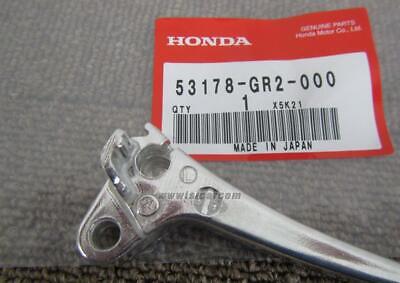 GENUINE PARTS
Honda Motor Co., Ltd.
HONDA
53178-GR2-000
QTY 1 X5K21
MADE IN JAPAN
L